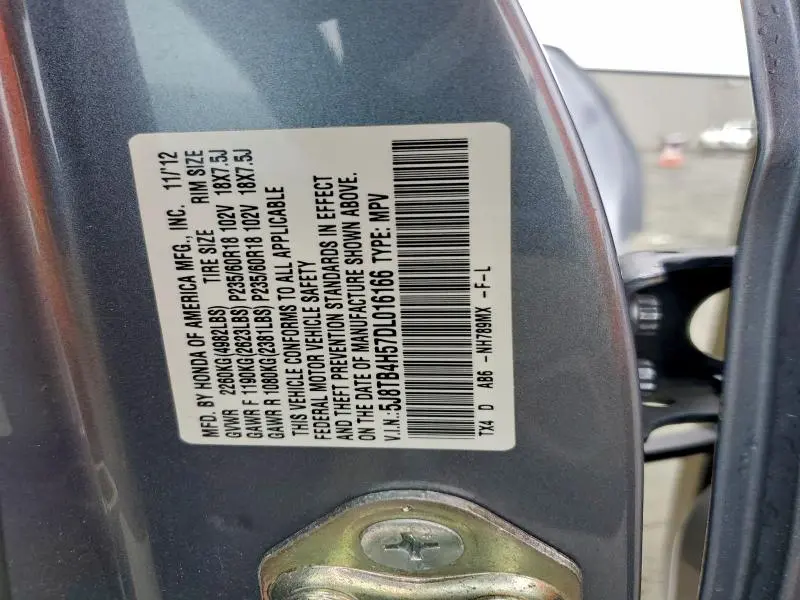 MFD. BY HONDA OF AMERICA MFG., INC. 11/'12
GVWR 2260KG(4982LBS) TIRE SIZE RIM SIZE
GAWR F 1190KG(2623LBS) P235/60R18 102V 18X7.5J
GAWR R 1080KG(2381LBS) P235/60R18 102V 18X7.5J
THIS VEHICLE CONFORMS TO ALL APPLICABLE
FEDERAL MOTOR VEHICLE SAFETY
AND THEFT PREVENTION STANDARDS IN EFFECT
ON THE DATE OF MANUFACTURE SHOWN ABOVE.
V.I.N.:5J8TB4H57DL016166 TYPE: MPV
TX4 D AB6 -NH789MX -F-L